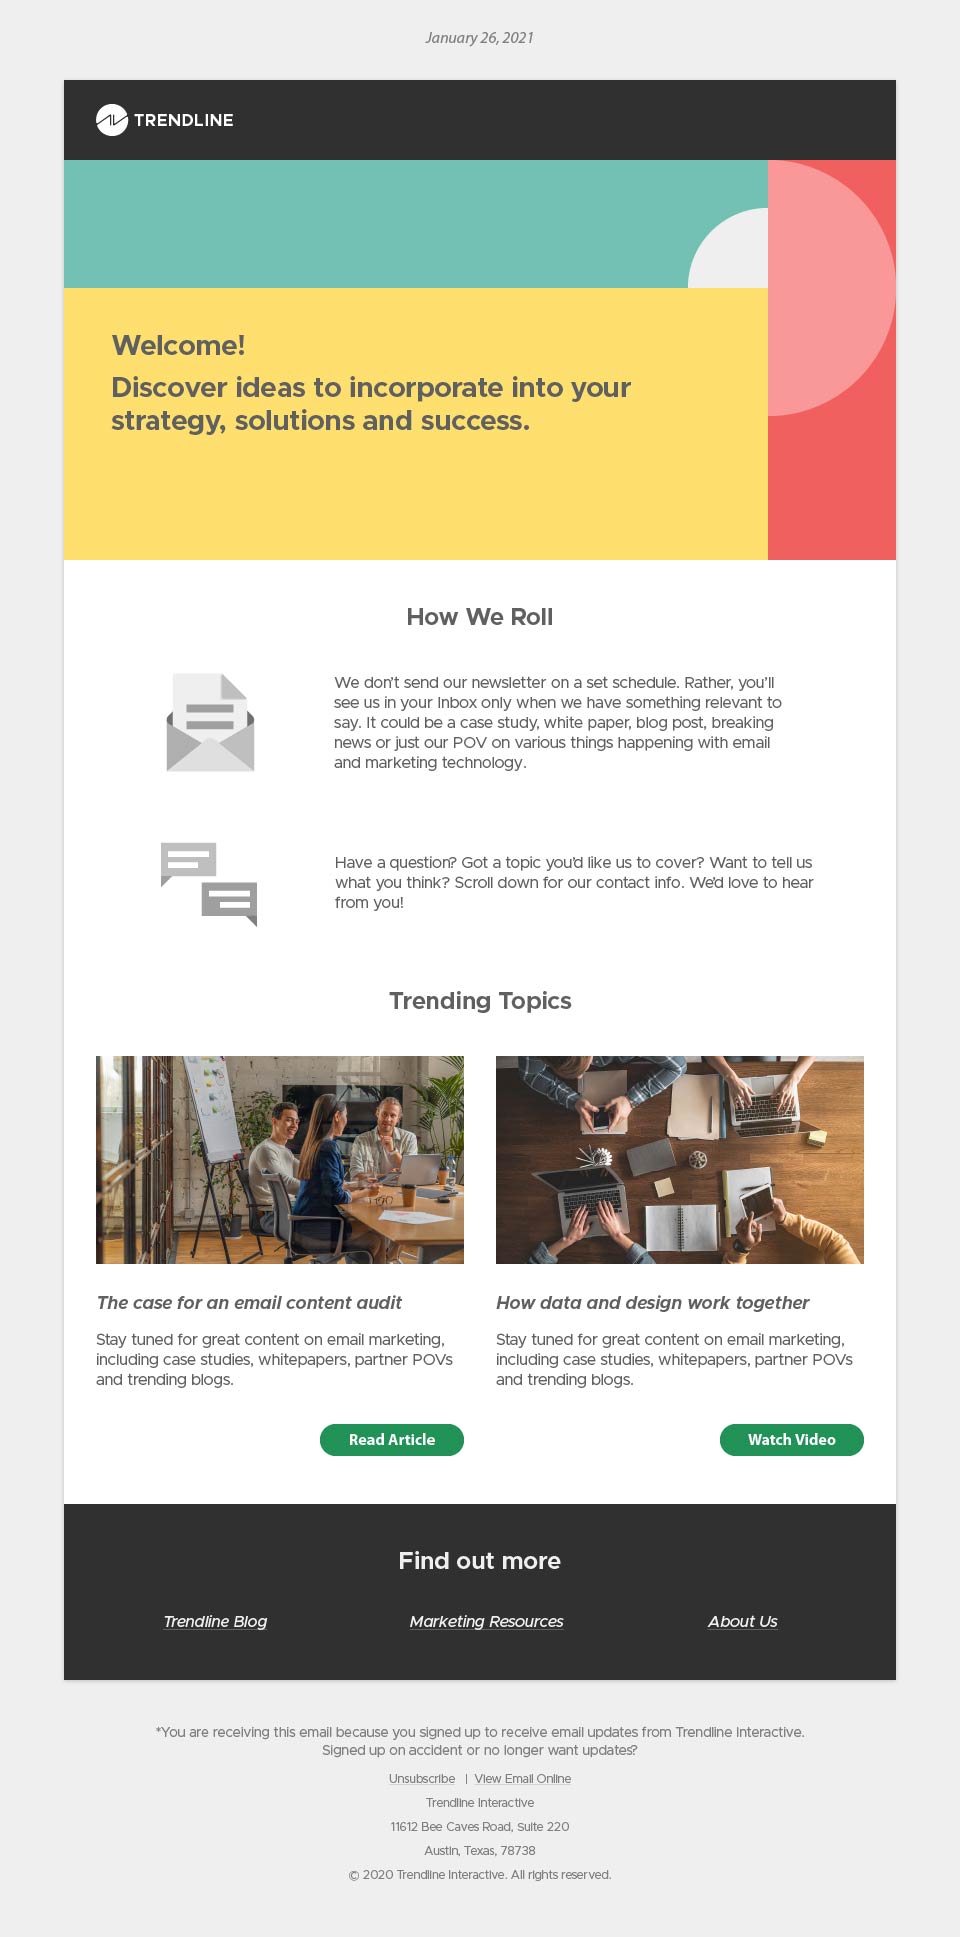 January 26, 2021
TRENDLINE
Welcome!
Discover ideas to incorporate into your
strategy, solutions and success.
How We Roll
We don't send our newsletter on a set schedule. Rather, you'll
see us in your Inbox only when we have something relevant to
say. It could be a case study, white paper, blog post, breaking
news or just our POV on various things happening with email
and marketing technology.
Have a question? Got a topic you'd like us to cover? Want to tell us
what you think? Scroll down for our contact info. We'd love to hear
from you!
Trending Topics
The case for an email content audit
Stay tuned for great content on email marketing,
including case studies, whitepapers, partner POVs
and trending blogs.
Read Article
How data and design work together
Stay tuned for great content on email marketing,
including case studies, whitepapers, partner POVs
and trending blogs.
Watch Video
Find out more
Trendline Blog
Marketing Resources
About Us
*You are receiving this email because you signed up to receive email updates from Trendline Interactive.
Signed up on accident or no longer want updates?
Unsubscribe | View Email Online
Trendline Interactive
11612 Bee Caves Road, Suite 220
Austin, Texas, 78738
© 2020 Trendline Interactive. All rights reserved.